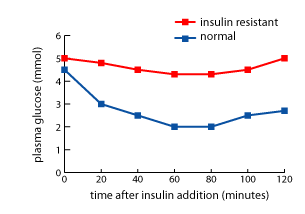 insulin resistant
normal
plasma glucose (mmol)
6
5
4
3
2
1
0
0 20 40 60 80 100 120
time after insulin addition (minutes)